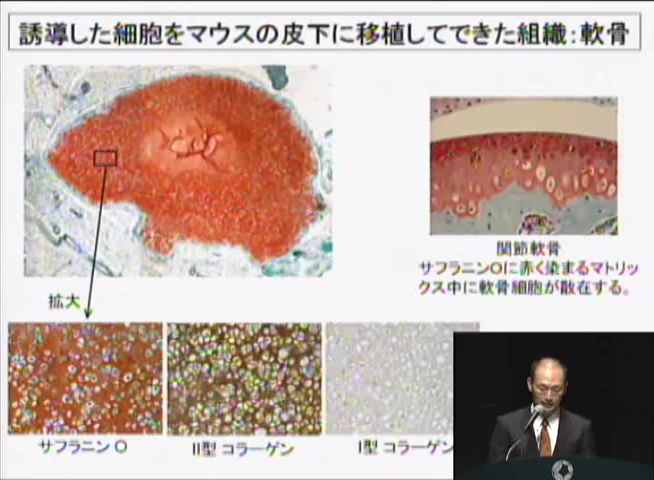 誘導した細胞をマウスの皮下に移植してできた組織:軟骨
関節軟骨
サフラニンOに赤く染まるマトリッ
クス中に軟骨細胞が散在する。
拡大
サフラニン O
II型 コラーゲン
I型 コラーゲン